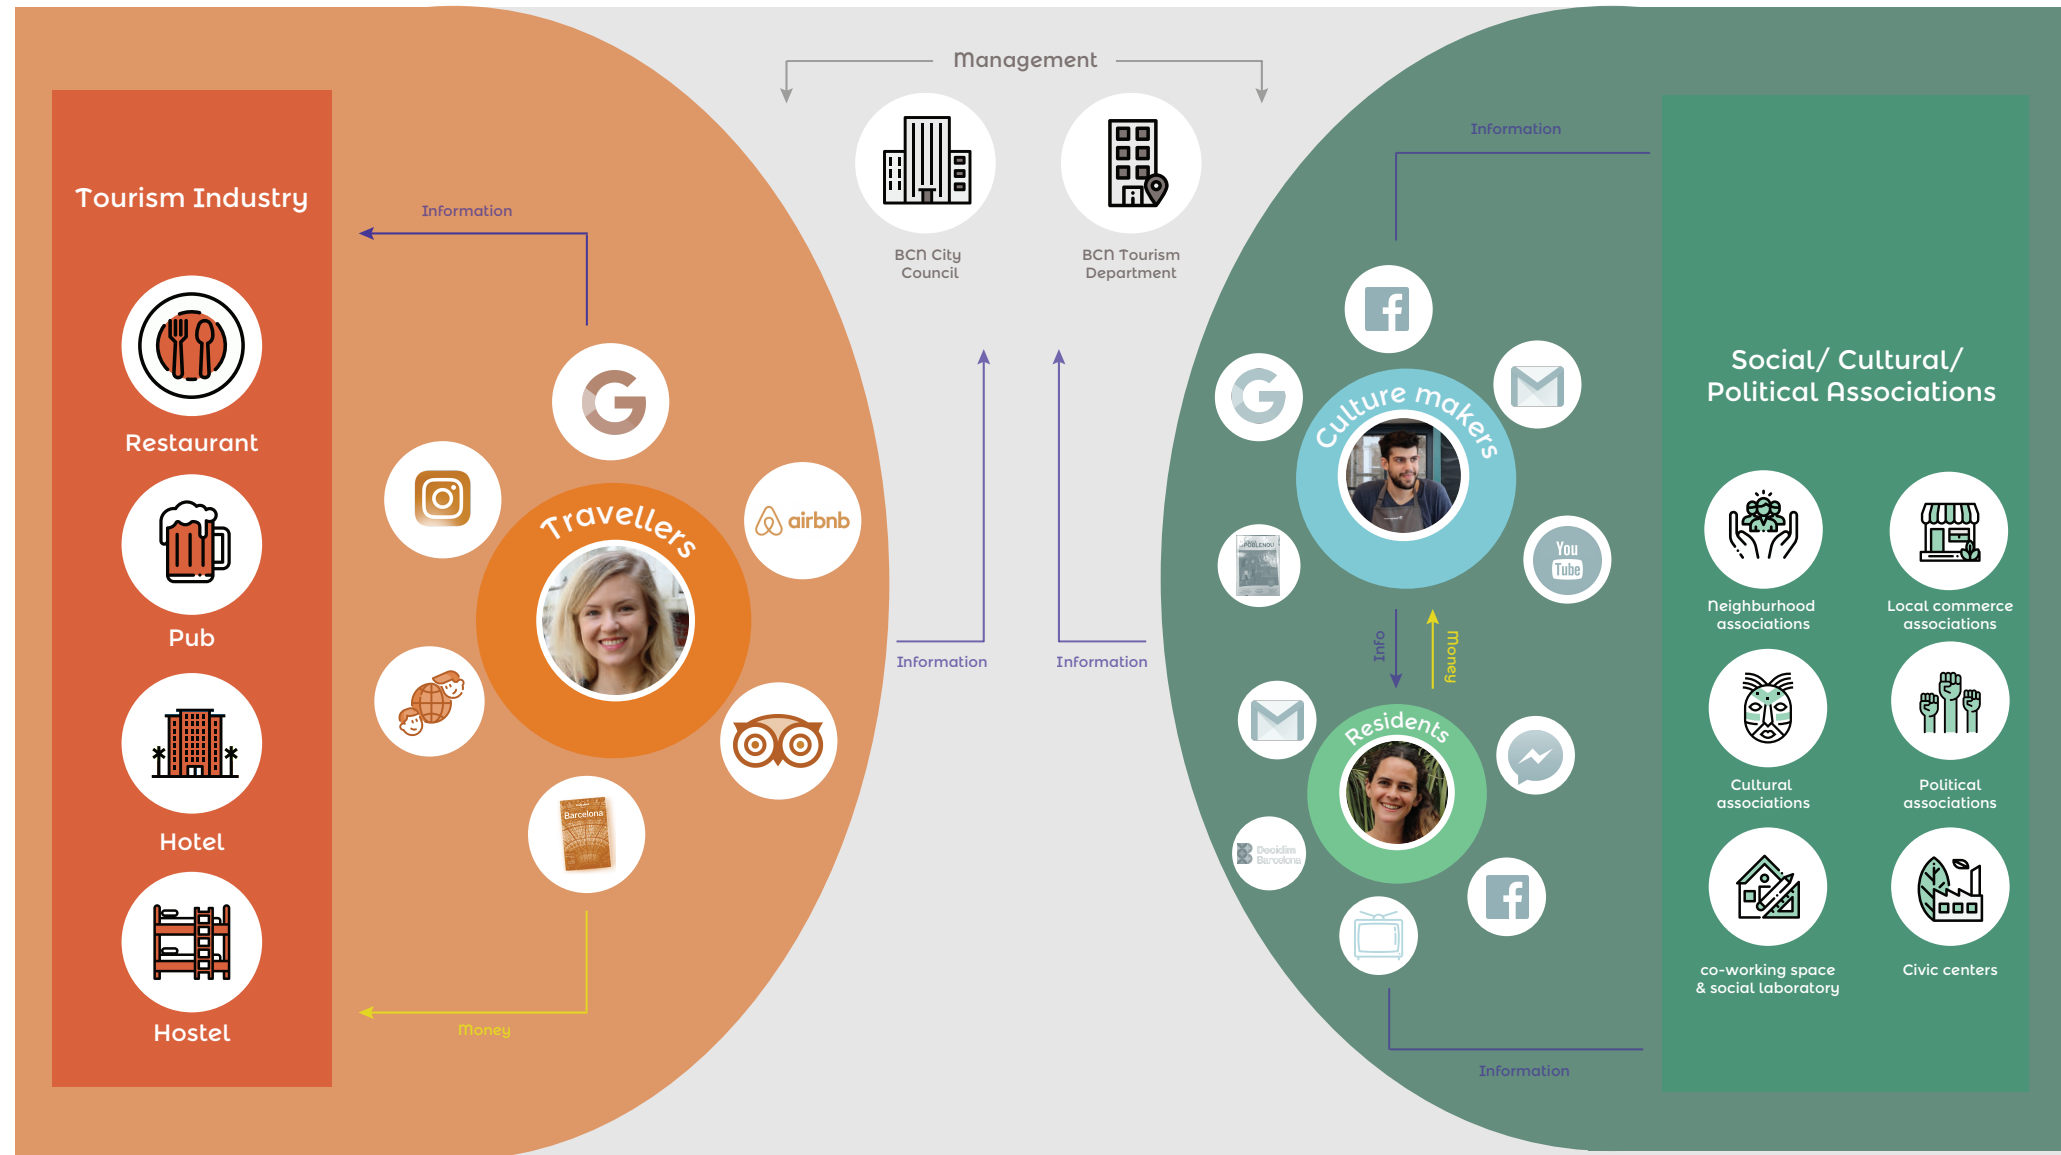 Management
BCN City
Council
BCN Tourism
Department
Tourism Industry
Restaurant
Pub
Hotel
Hostel
Information
Travellers
airbnb
Barcelona
Money
Information
Information
Information
Culture makers
You
Tube
POBLENOU
Info
Money
Residents
Decidim
Barcelona
Information
Social/ Cultural/
Political Associations
Neighburhood
associations
Local commerce
associations
Cultural
associations
Political
associations
co-working space
& social laboratory
Civic centers